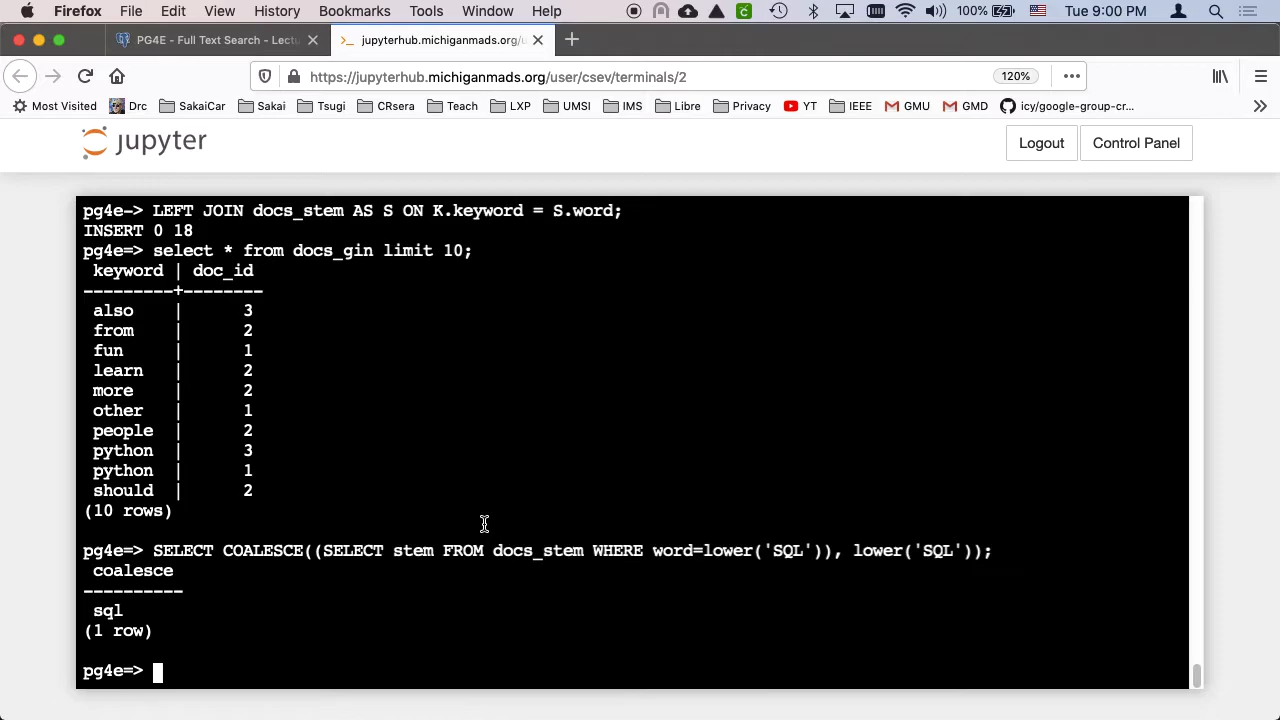 Firefox File Edit View History Bookmarks Tools Window Help 100% Tue 9:00 PM
PG4E - Full Text Search - Lectu
jupyterhub.michiganmads.org/u
https://jupyterhub.michiganmads.org/user/csev/terminals/2 120%
Most Visited Drc SakaiCar Sakai Tsugi CRsera Teach LXP UMSI IMS Libre Privacy YT IEEE GMU GMD icy/google-group-cr...
jupyter Logout Control Panel
pg4e-> LEFT JOIN docs_stem AS S ON K.keyword = S.word;
INSERT 0 18
pg4e=> select * from docs_gin limit 10;
keyword | doc_id
---------+--------
also | 3
from | 2
fun | 1
learn | 2
more | 2
other | 1
people | 2
python | 3
python | 1
should | 2
(10 rows)
pg4e=> SELECT COALESCE((SELECT stem FROM docs_stem WHERE word=lower('SQL')), lower('SQL'));
coalesce
----------
sql
(1 row)
pg4e=>